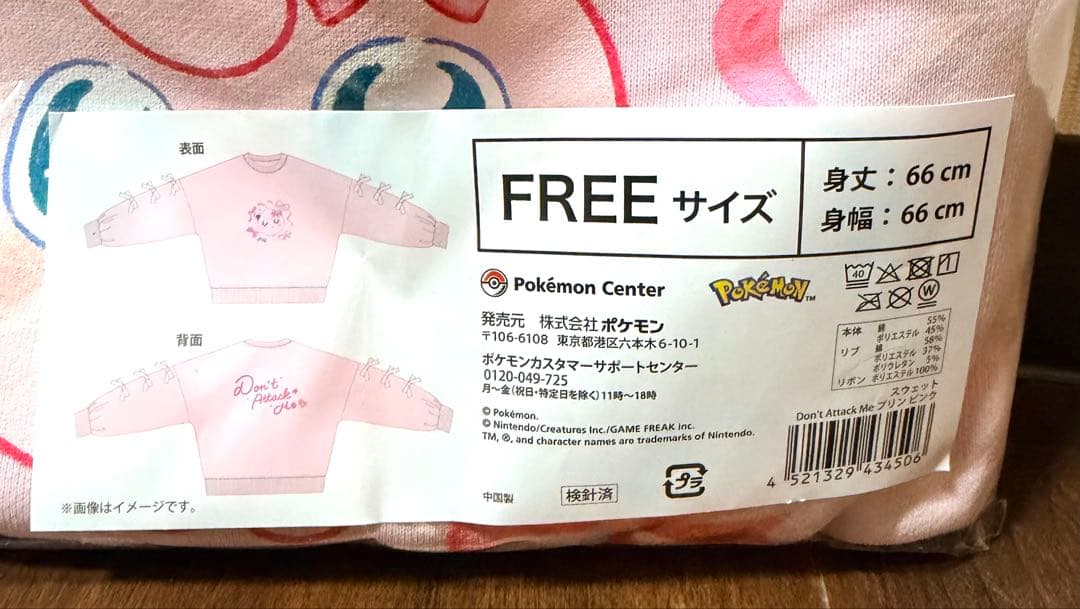 表面
背面
Don't
Attack
Me
※画像はイメージです。
FREE サイズ
身丈：66 cm
身幅：66 cm
Pokémon Center
POKéMON™
発売元 株式会社ポケモン
〒106-6108 東京都港区六本木6-10-1
ポケモンカスタマーサポートセンター
0120-049-725
月～金(祝日・特定日を除く)11時～18時
© Pokémon.
© Nintendo/Creatures Inc./GAME FREAK inc.
TM, ®, and character names are trademarks of Nintendo.
中国製
検針済
プラ
40
W
本体 綿 55%
ポリエステル 45%
リブ 綿 58%
ポリエステル 37%
ポリウレタン 5%
リボン ポリエステル 100%
スウェット
Don't Attack Me プリン ピンク
4 521329 434506